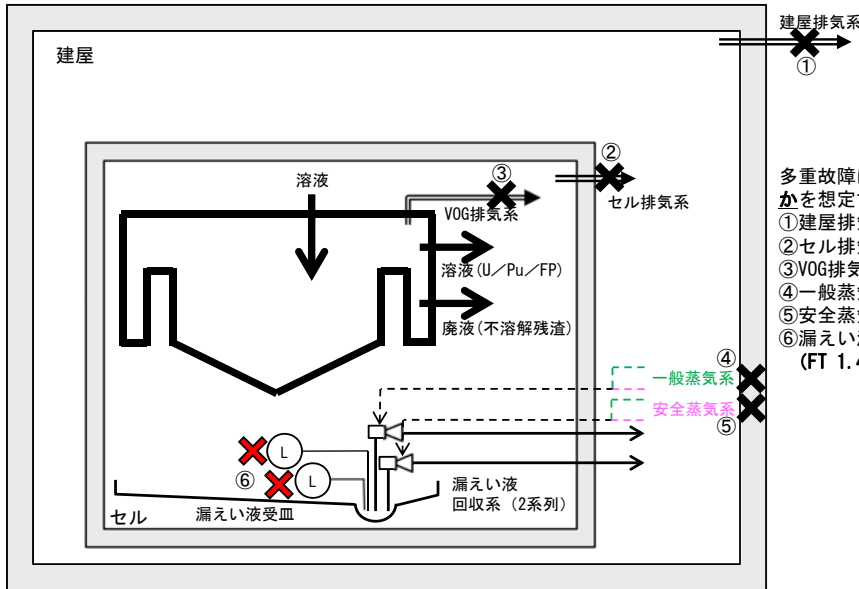 建屋排気系
①
建屋
②
セル排気系
③
VOG排気系
溶液
溶液(U／Pu／FP)
廃液(不溶解残渣)
多重故障
かを想定
①建屋排
②セル排
③VOG排気
④一般蒸
⑤安全蒸
⑥漏えい
(FT 1.4
④
一般蒸気系
安全蒸気系
⑤
L
⑥
L
漏えい液
回収系（2系列）
漏えい液受皿
セル